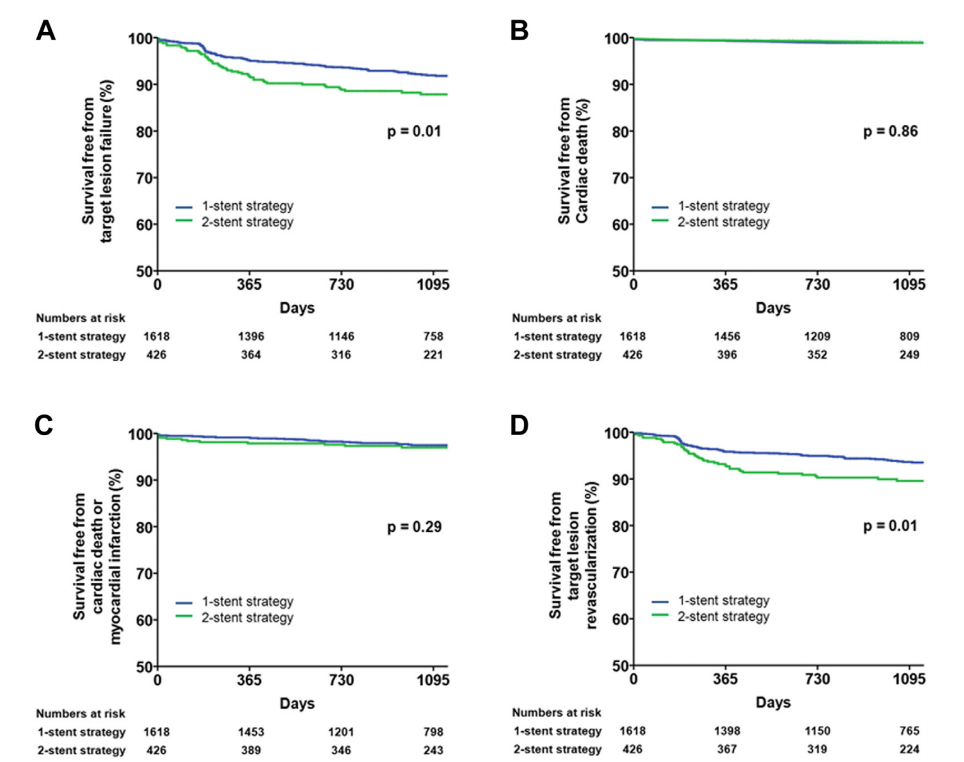 A
Survival free from
target lesion failure (%)
100
90
80
70
60
50
p = 0.01
1-stent strategy
2-stent strategy
0 365 730 1095
Days
Numbers at risk
1-stent strategy 1618 1396 1146 758
2-stent strategy 426 364 316 221
B
Survival free from
Cardiac death (%)
100
90
80
70
60
50
p = 0.86
1-stent strategy
2-stent strategy
0 365 730 1095
Days
Numbers at risk
1-stent strategy 1618 1456 1209 809
2-stent strategy 426 396 352 249
C
Survival free from
cardiac death or
myocardial infarction (%)
100
90
80
70
60
50
p = 0.29
1-stent strategy
2-stent strategy
0 365 730 1095
Days
Numbers at risk
1-stent strategy 1618 1453 1201 798
2-stent strategy 426 389 346 243
D
Survival free from
target lesion
revascularization (%)
100
90
80
70
60
50
p = 0.01
1-stent strategy
2-stent strategy
0 365 730 1095
Days
Numbers at risk
1-stent strategy 1618 1398 1150 765
2-stent strategy 426 367 319 224